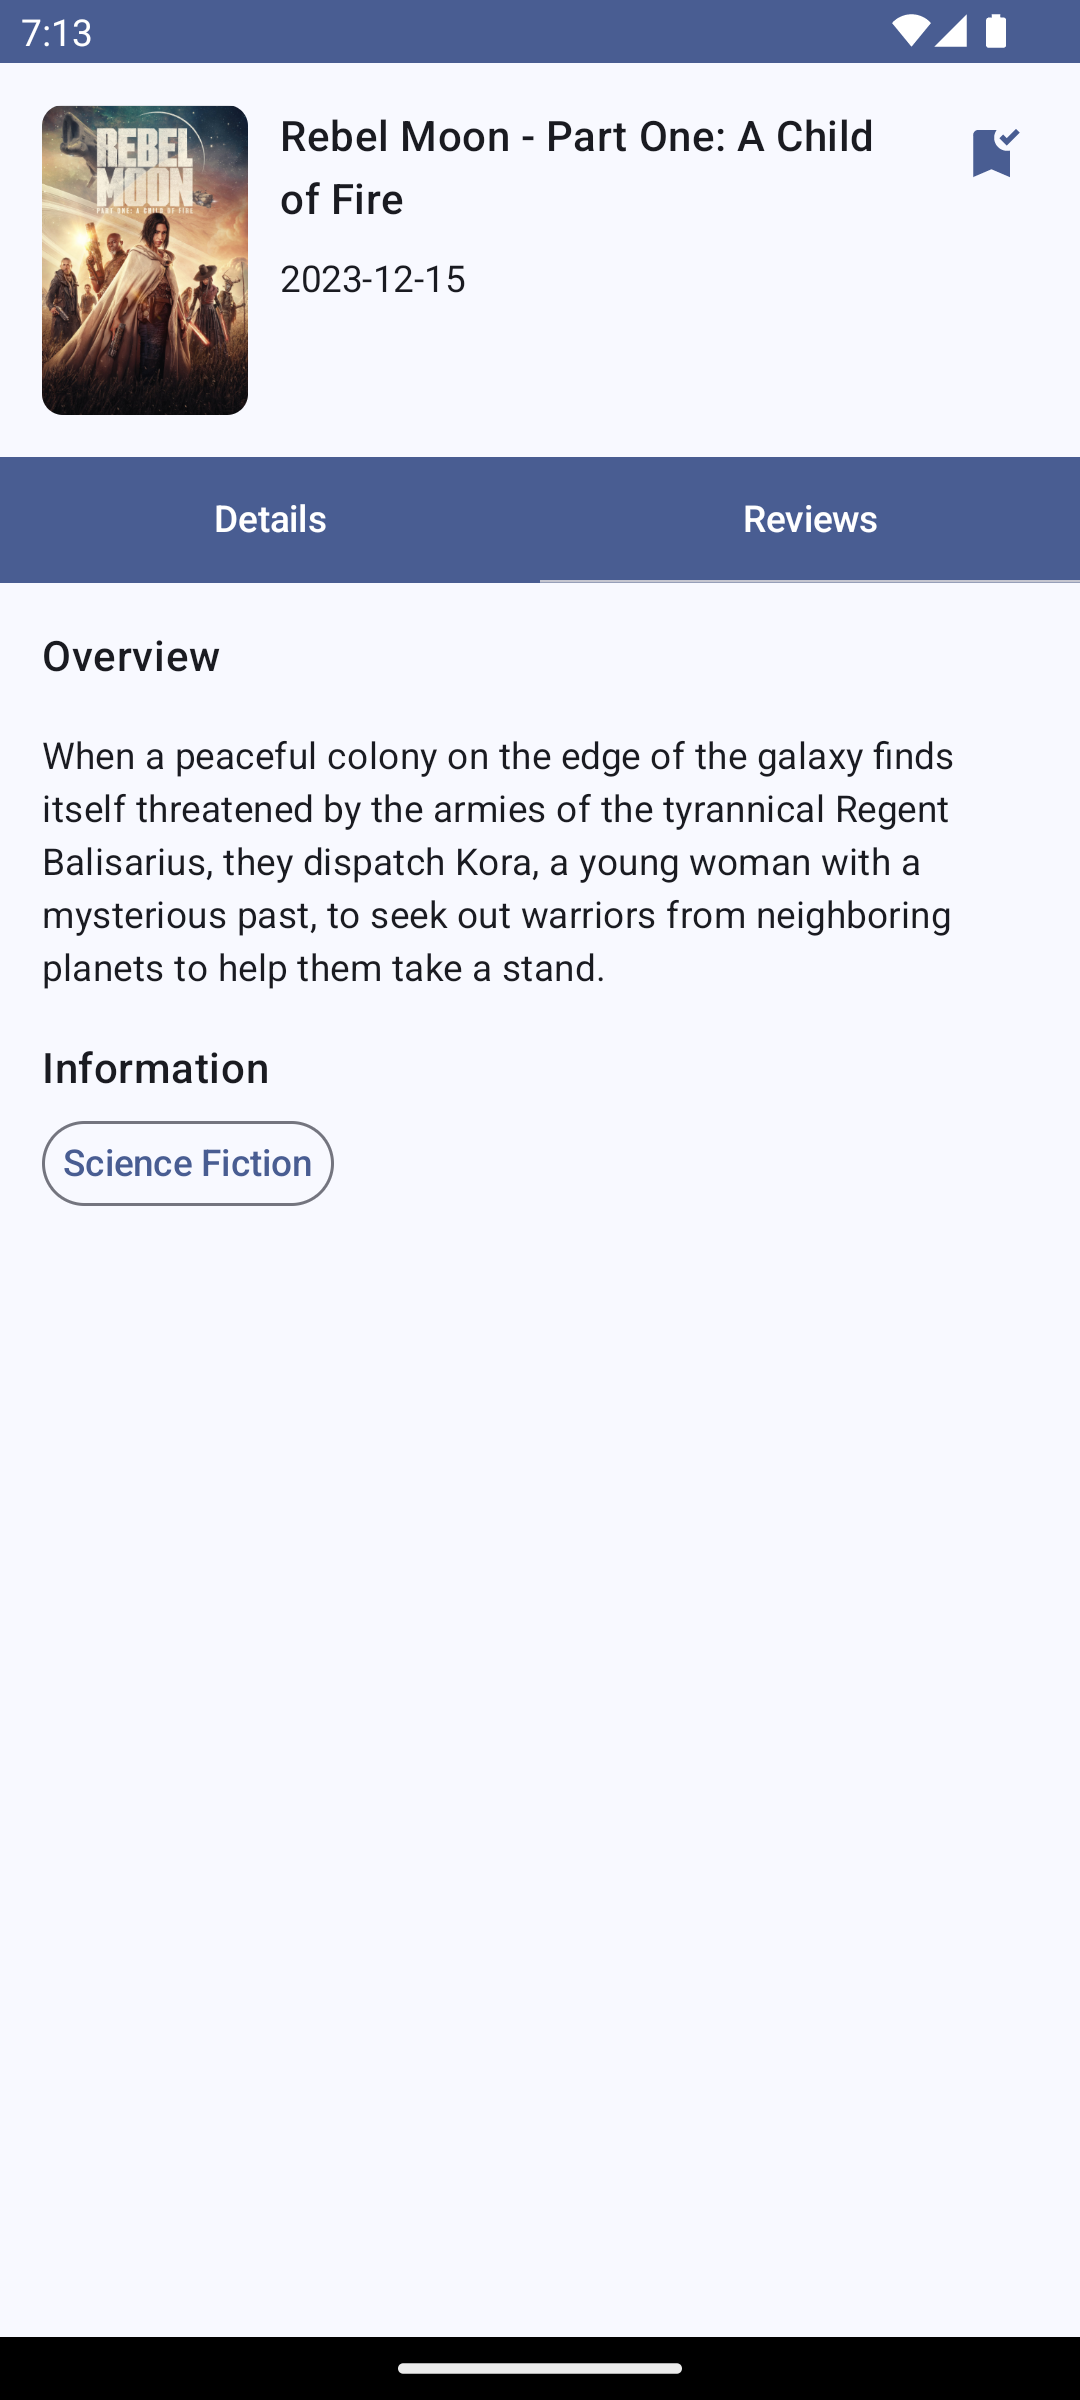 7:13
REBEL
MOON
PART ONE: A CHILD OF FIRE
Rebel Moon - Part One: A Child
of Fire
2023-12-15
Details
Reviews
Overview
When a peaceful colony on the edge of the galaxy finds
itself threatened by the armies of the tyrannical Regent
Balisarius, they dispatch Kora, a young woman with a
mysterious past, to seek out warriors from neighboring
planets to help them take a stand.
Information
Science Fiction